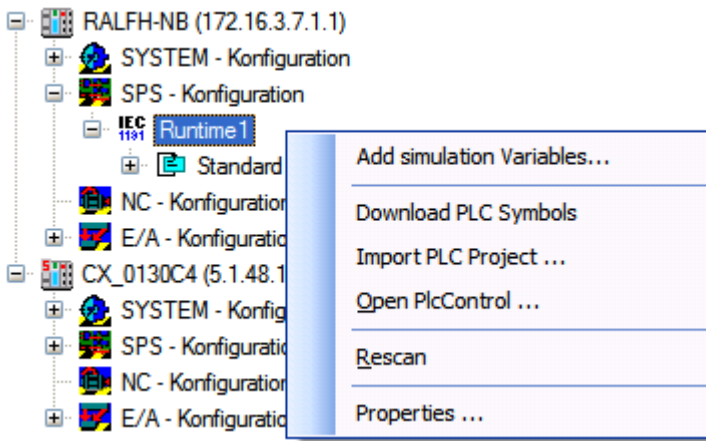 RALFH-NB (172.16.3.7.1.1)
SYSTEM - Konfiguration
SPS - Konfiguration
IEC 1131 Runtime1
Standard
NC - Konfiguration
E/A - Konfiguratio
CX_0130C4 (5.1.48.1
SYSTEM - Konfig
SPS - Konfiguratio
NC - Konfiguration
E/A - Konfiguratio
Add simulation Variables...
Download PLC Symbols
Import PLC Project ...
Open PlcControl ...
Rescan
Properties ...